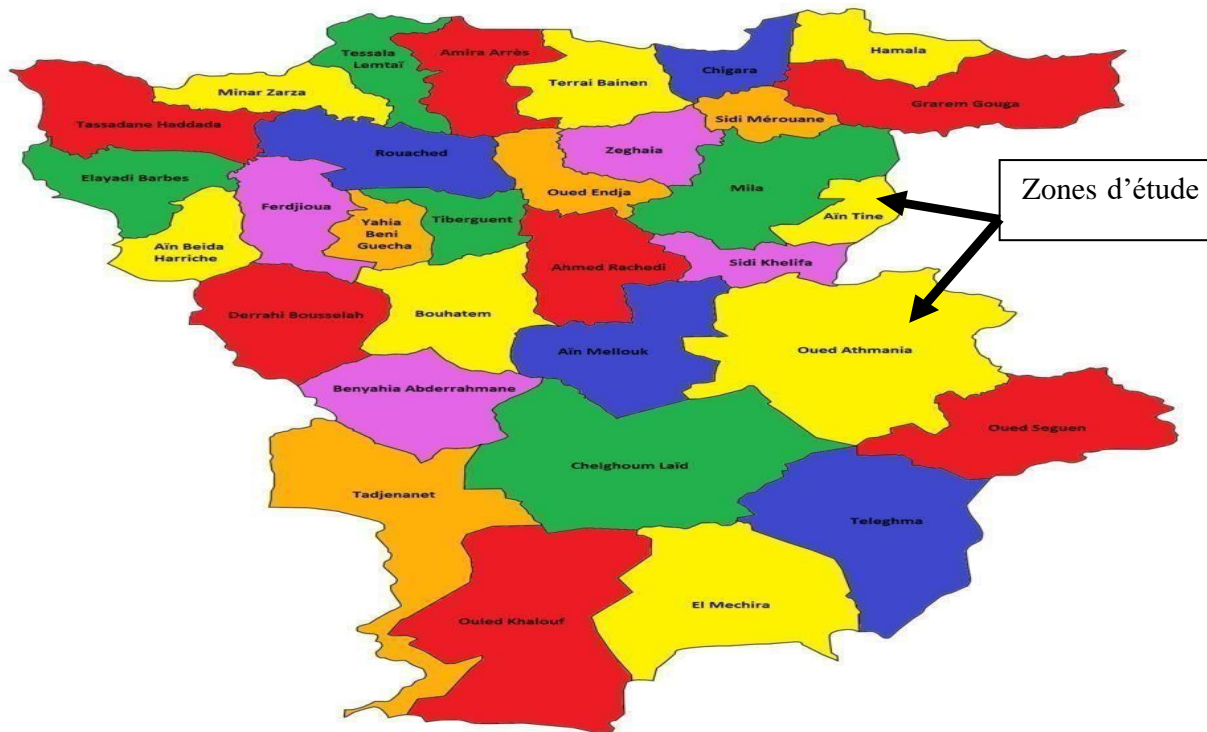 Tessala
Lemtaï
Amira Arrès
Hamala
Chigara
Terrai Bainen
Minar Zarza
Grarem Gouga
Sidi Mérouane
Tassadane Haddada
Zeghaia
Rouached
Elayadi Barbes
Oued Endja
Mila
Zones d’étude
Ferdjioua
Tiberguent
Aïn Tine
Yahia
Beni
Guecha
Aïn Beida
Harriche
Ahmed Rachedi
Sidi Khelifa
Derrahi Bousselah
Bouhatem
Aïn Mellouk
Oued Athmania
Benyahia Abderrahmane
Oued Seguen
Chelghoum Laïd
Tadjenanet
Teleghma
El Mechira
Ouled Khalouf